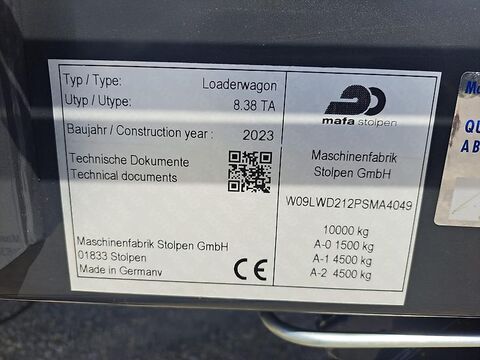 Typ / Type: Loaderwagon
Utyp / Utype: 8.38 TA
Baujahr / Construction year : 2023
Technische Dokumente
Technical documents
Maschinenfabrik Stolpen GmbH
01833 Stolpen
Made in Germany
CE
mafa stolpen
Maschinenfabrik
Stolpen GmbH
W09LWD212PSMA4049
10000 kg
A-0 1500 kg
A-1 4500 kg
A-2 4500 kg